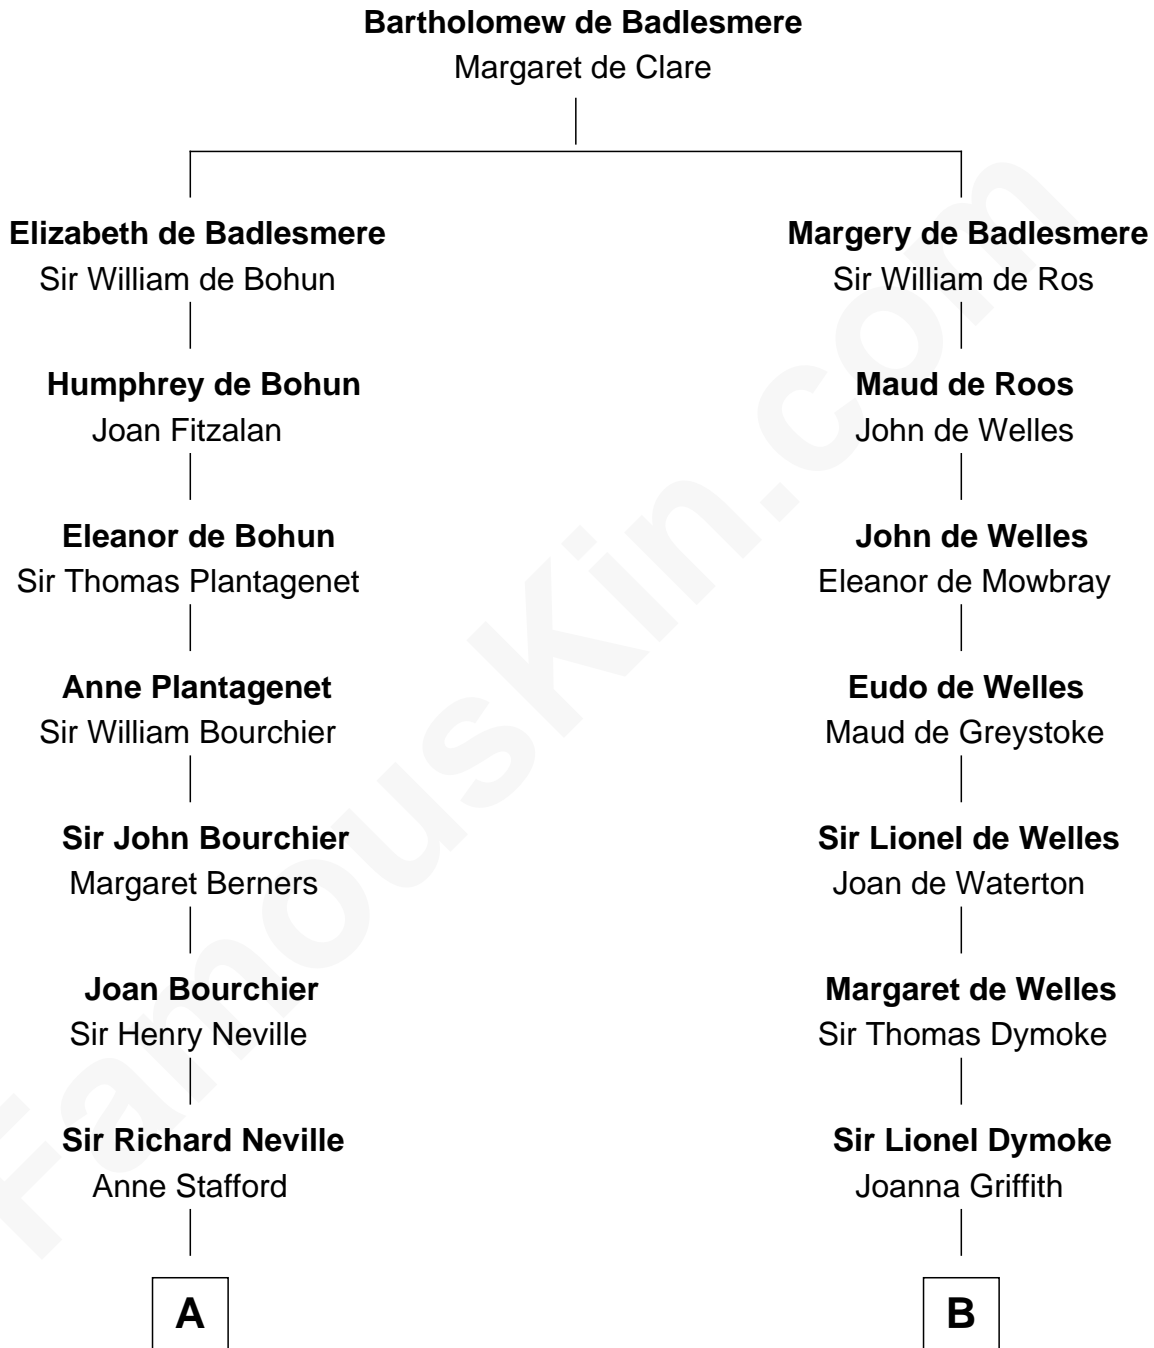 Bartholomew de Badlesmere
Margaret de Clare
Elizabeth de Badlesmere
Sir William de Bohun
Margery de Badlesmere
Sir William de Ros
Humphrey de Bohun
Joan Fitzalan
Maud de Roos
John de Welles
Eleanor de Bohun
Sir Thomas Plantagenet
John de Welles
Eleanor de Mowbray
Anne Plantagenet
Sir William Bourchier
Eudo de Welles
Maud de Greystoke
Sir John Bourchier
Margaret Berners
Sir Lionel de Welles
Joan de Waterton
Joan Bourchier
Sir Henry Neville
Margaret de Welles
Sir Thomas Dymoke
Sir Richard Neville
Anne Stafford
Sir Lionel Dymoke
Joanna Griffith
A
B
FamousKin.com